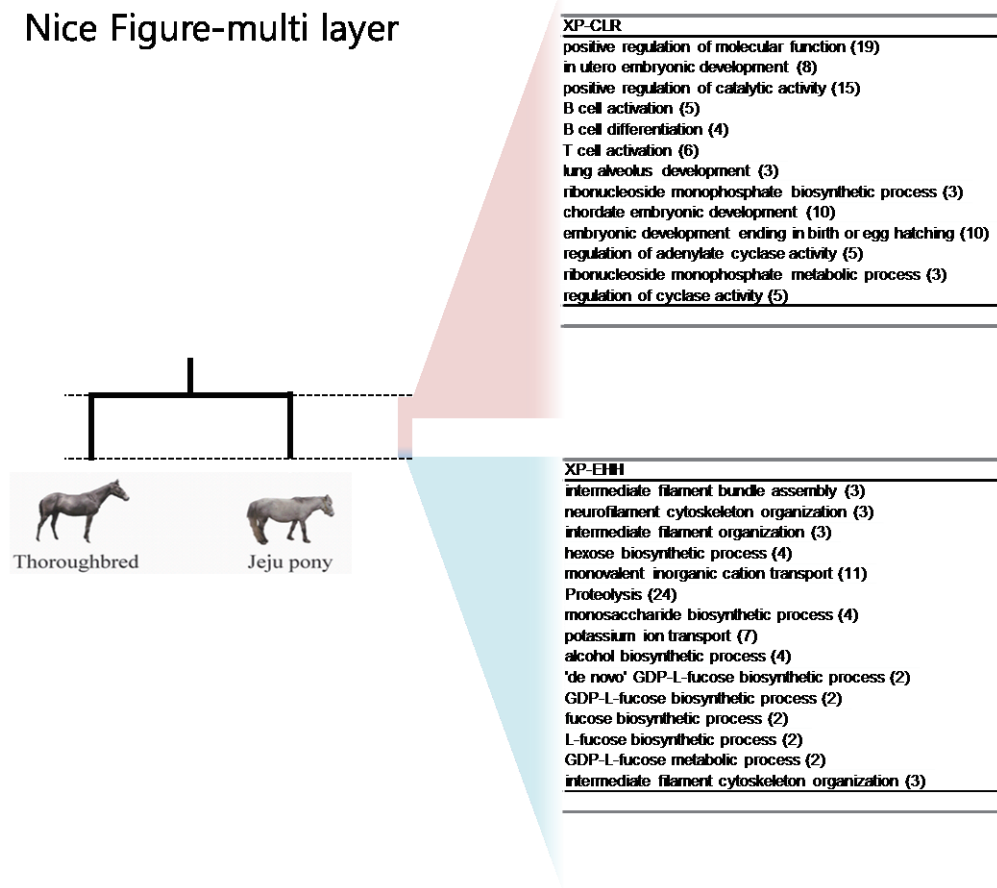 Nice Figure-multi layer
XP-CLR
positive regulation of molecular function (19)
in utero embryonic development (8)
positive regulation of catalytic activity (15)
B cell activation (5)
B cell differentiation (4)
T cell activation (6)
lung alveolus development (3)
ribonucleoside monophosphate biosynthetic process (3)
chordate embryonic development (10)
embryonic development ending in birth or egg hatching (10)
regulation of adenylate cyclase activity (5)
ribonucleoside monophosphate metabolic process (3)
regulation of cyclase activity (5)
Thoroughbred
Jeju pony
XP-EHH
intermediate filament bundle assembly (3)
neurofilament cytoskeleton organization (3)
intermediate filament organization (3)
hexose biosynthetic process (4)
monovalent inorganic cation transport (11)
Proteolysis (24)
monosaccharide biosynthetic process (4)
potassium ion transport (7)
alcohol biosynthetic process (4)
'de novo' GDP-L-fucose biosynthetic process (2)
GDP-L-fucose biosynthetic process (2)
fucose biosynthetic process (2)
L-fucose biosynthetic process (2)
GDP-L-fucose metabolic process (2)
intermediate filament cytoskeleton organization (3)